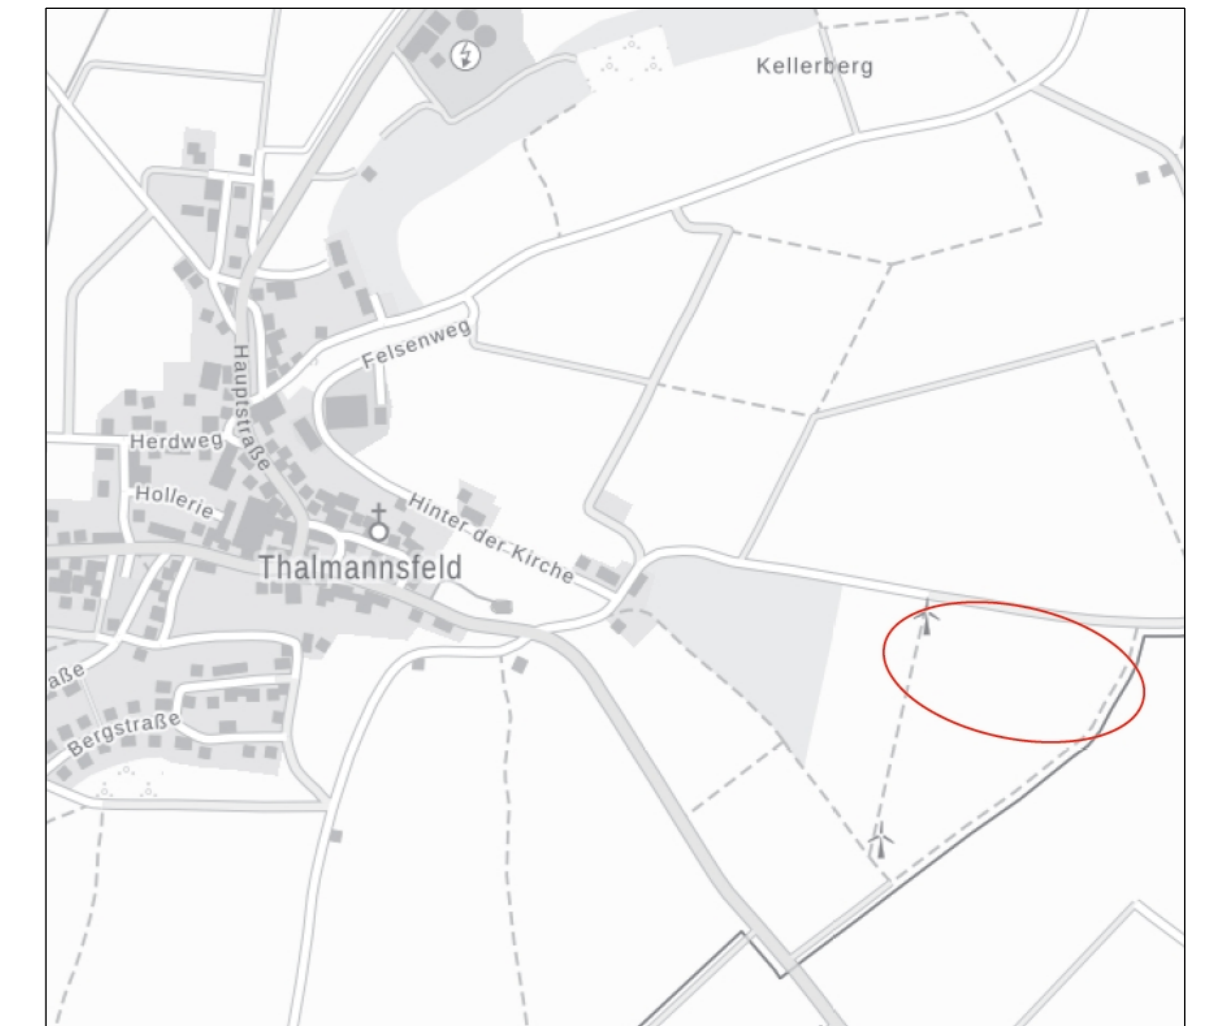 Kellerberg
Felsenweg
Hauptstraße
Herdweg
Hollerie
Hinter der Kirche
Thalmannsfeld
aße
Bergstraße